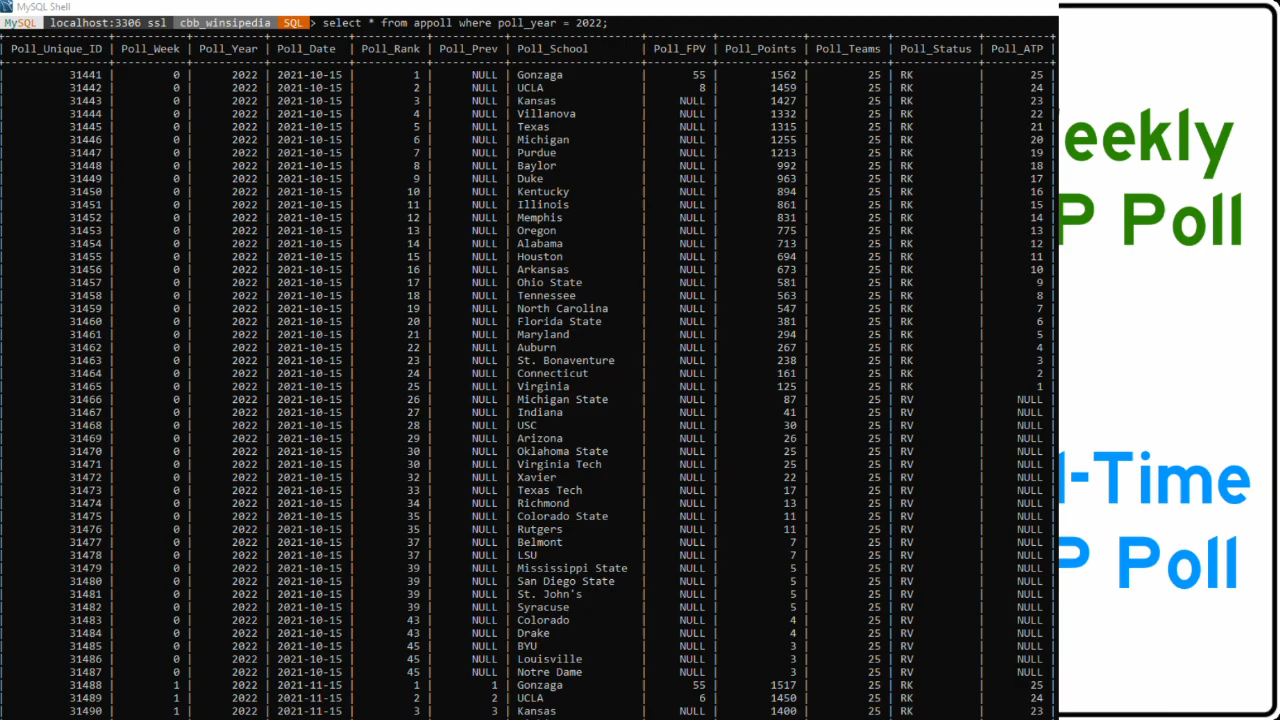 MySQL Shell
MySQL localhost:3306 ssl cbb_winsipedia SQL > select * from appoll where poll_year = 2022;
| Poll_Unique_ID | Poll_Week | Poll_Year | Poll_Date | Poll_Rank | Poll_Prev | Poll_School | Poll_FPV | Poll_Points | Poll_Teams | Poll_Status | Poll_ATP |
| 31441 | 0 | 2022 | 2021-10-15 | 1 | NULL | Gonzaga | 55 | 1562 | 25 | RK | 25 |
| 31442 | 0 | 2022 | 2021-10-15 | 2 | NULL | UCLA | 8 | 1459 | 25 | RK | 24 |
| 31443 | 0 | 2022 | 2021-10-15 | 3 | NULL | Kansas | NULL | 1427 | 25 | RK | 23 |
| 31444 | 0 | 2022 | 2021-10-15 | 4 | NULL | Villanova | NULL | 1332 | 25 | RK | 22 |
| 31445 | 0 | 2022 | 2021-10-15 | 5 | NULL | Texas | NULL | 1315 | 25 | RK | 21 |
| 31446 | 0 | 2022 | 2021-10-15 | 6 | NULL | Michigan | NULL | 1255 | 25 | RK | 20 |
| 31447 | 0 | 2022 | 2021-10-15 | 7 | NULL | Purdue | NULL | 1213 | 25 | RK | 19 |
| 31448 | 0 | 2022 | 2021-10-15 | 8 | NULL | Baylor | NULL | 992 | 25 | RK | 18 |
| 31449 | 0 | 2022 | 2021-10-15 | 9 | NULL | Duke | NULL | 963 | 25 | RK | 17 |
| 31450 | 0 | 2022 | 2021-10-15 | 10 | NULL | Kentucky | NULL | 894 | 25 | RK | 16 |
| 31451 | 0 | 2022 | 2021-10-15 | 11 | NULL | Illinois | NULL | 861 | 25 | RK | 15 |
| 31452 | 0 | 2022 | 2021-10-15 | 12 | NULL | Memphis | NULL | 831 | 25 | RK | 14 |
| 31453 | 0 | 2022 | 2021-10-15 | 13 | NULL | Oregon | NULL | 775 | 25 | RK | 13 |
| 31454 | 0 | 2022 | 2021-10-15 | 14 | NULL | Alabama | NULL | 713 | 25 | RK | 12 |
| 31455 | 0 | 2022 | 2021-10-15 | 15 | NULL | Houston | NULL | 694 | 25 | RK | 11 |
| 31456 | 0 | 2022 | 2021-10-15 | 16 | NULL | Arkansas | NULL | 673 | 25 | RK | 10 |
| 31457 | 0 | 2022 | 2021-10-15 | 17 | NULL | Ohio State | NULL | 581 | 25 | RK | 9 |
| 31458 | 0 | 2022 | 2021-10-15 | 18 | NULL | Tennessee | NULL | 563 | 25 | RK | 8 |
| 31459 | 0 | 2022 | 2021-10-15 | 19 | NULL | North Carolina | NULL | 547 | 25 | RK | 7 |
| 31460 | 0 | 2022 | 2021-10-15 | 20 | NULL | Florida State | NULL | 381 | 25 | RK | 6 |
| 31461 | 0 | 2022 | 2021-10-15 | 21 | NULL | Maryland | NULL | 294 | 25 | RK | 5 |
| 31462 | 0 | 2022 | 2021-10-15 | 22 | NULL | Auburn | NULL | 267 | 25 | RK | 4 |
| 31463 | 0 | 2022 | 2021-10-15 | 23 | NULL | St. Bonaventure | NULL | 238 | 25 | RK | 3 |
| 31464 | 0 | 2022 | 2021-10-15 | 24 | NULL | Connecticut | NULL | 161 | 25 | RK | 2 |
| 31465 | 0 | 2022 | 2021-10-15 | 25 | NULL | Virginia | NULL | 125 | 25 | RK | 1 |
| 31466 | 0 | 2022 | 2021-10-15 | 26 | NULL | Michigan State | NULL | 87 | 25 | RV | NULL |
| 31467 | 0 | 2022 | 2021-10-15 | 27 | NULL | Indiana | NULL | 41 | 25 | RV | NULL |
| 31468 | 0 | 2022 | 2021-10-15 | 28 | NULL | USC | NULL | 30 | 25 | RV | NULL |
| 31469 | 0 | 2022 | 2021-10-15 | 29 | NULL | Arizona | NULL | 26 | 25 | RV | NULL |
| 31470 | 0 | 2022 | 2021-10-15 | 30 | NULL | Oklahoma State | NULL | 25 | 25 | RV | NULL |
| 31471 | 0 | 2022 | 2021-10-15 | 30 | NULL | Virginia Tech | NULL | 25 | 25 | RV | NULL |
| 31472 | 0 | 2022 | 2021-10-15 | 32 | NULL | Xavier | NULL | 22 | 25 | RV | NULL |
| 31473 | 0 | 2022 | 2021-10-15 | 33 | NULL | Texas Tech | NULL | 17 | 25 | RV | NULL |
| 31474 | 0 | 2022 | 2021-10-15 | 34 | NULL | Richmond | NULL | 13 | 25 | RV | NULL |
| 31475 | 0 | 2022 | 2021-10-15 | 35 | NULL | Colorado State | NULL | 11 | 25 | RV | NULL |
| 31476 | 0 | 2022 | 2021-10-15 | 35 | NULL | Rutgers | NULL | 11 | 25 | RV | NULL |
| 31477 | 0 | 2022 | 2021-10-15 | 37 | NULL | Belmont | NULL | 7 | 25 | RV | NULL |
| 31478 | 0 | 2022 | 2021-10-15 | 37 | NULL | LSU | NULL | 7 | 25 | RV | NULL |
| 31479 | 0 | 2022 | 2021-10-15 | 39 | NULL | Mississippi State | NULL | 5 | 25 | RV | NULL |
| 31480 | 0 | 2022 | 2021-10-15 | 39 | NULL | San Diego State | NULL | 5 | 25 | RV | NULL |
| 31481 | 0 | 2022 | 2021-10-15 | 39 | NULL | St. John's | NULL | 5 | 25 | RV | NULL |
| 31482 | 0 | 2022 | 2021-10-15 | 39 | NULL | Syracuse | NULL | 5 | 25 | RV | NULL |
| 31483 | 0 | 2022 | 2021-10-15 | 43 | NULL | Colorado | NULL | 4 | 25 | RV | NULL |
| 31484 | 0 | 2022 | 2021-10-15 | 43 | NULL | Drake | NULL | 4 | 25 | RV | NULL |
| 31485 | 0 | 2022 | 2021-10-15 | 45 | NULL | BYU | NULL | 3 | 25 | RV | NULL |
| 31486 | 0 | 2022 | 2021-10-15 | 45 | NULL | Louisville | NULL | 3 | 25 | RV | NULL |
| 31487 | 0 | 2022 | 2021-10-15 | 45 | NULL | Notre Dame | NULL | 3 | 25 | RV | NULL |
| 31488 | 1 | 2022 | 2021-11-15 | 1 | 1 | Gonzaga | 55 | 1517 | 25 | RK | 25 |
| 31489 | 1 | 2022 | 2021-11-15 | 2 | 2 | UCLA | 6 | 1450 | 25 | RK | 24 |
| 31490 | 1 | 2022 | 2021-11-15 | 3 | 3 | Kansas | NULL | 1400 | 25 | RK | 23 |
eekly
P Poll
l-Time
P Poll